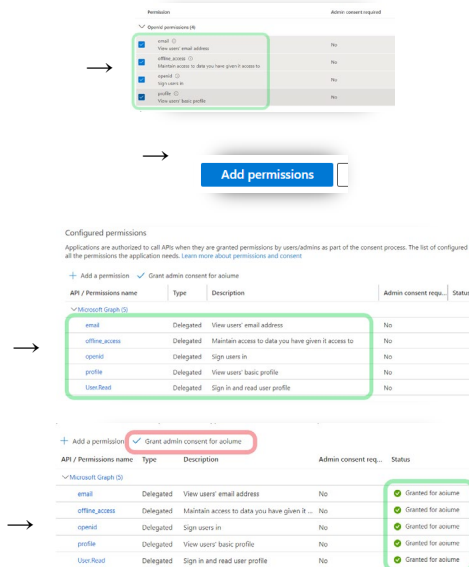 Permission Admin consent required
Openid permissions (4)
email
View users' email address No
offline_access
Maintain access to data you have given it access to No
openid
Sign users in No
profile
View users' basic profile No
Add permissions
Configured permissions
Applications are authorized to call APIs when they are granted permissions by users/admins as part of the consent process. The list of configured
all the permissions the application needs. Learn more about permissions and consent
Add a permission Grant admin consent for aoiume
API / Permissions name Type Description Admin consent requ... Status
Microsoft Graph (5)
email Delegated View users' email address No
offline_access Delegated Maintain access to data you have given it access to No
openid Delegated Sign users in No
profile Delegated View users' basic profile No
User.Read Delegated Sign in and read user profile No
Add a permission Grant admin consent for aoiume
API / Permissions name Type Description Admin consent req... Status
Microsoft Graph (5)
email Delegated View users' email address No Granted for aoiume
offline_access Delegated Maintain access to data you have given it ... No Granted for aoiume
openid Delegated Sign users in No Granted for aoiume
profile Delegated View users' basic profile No Granted for aoiume
User.Read Delegated Sign in and read user profile No Granted for aoiume